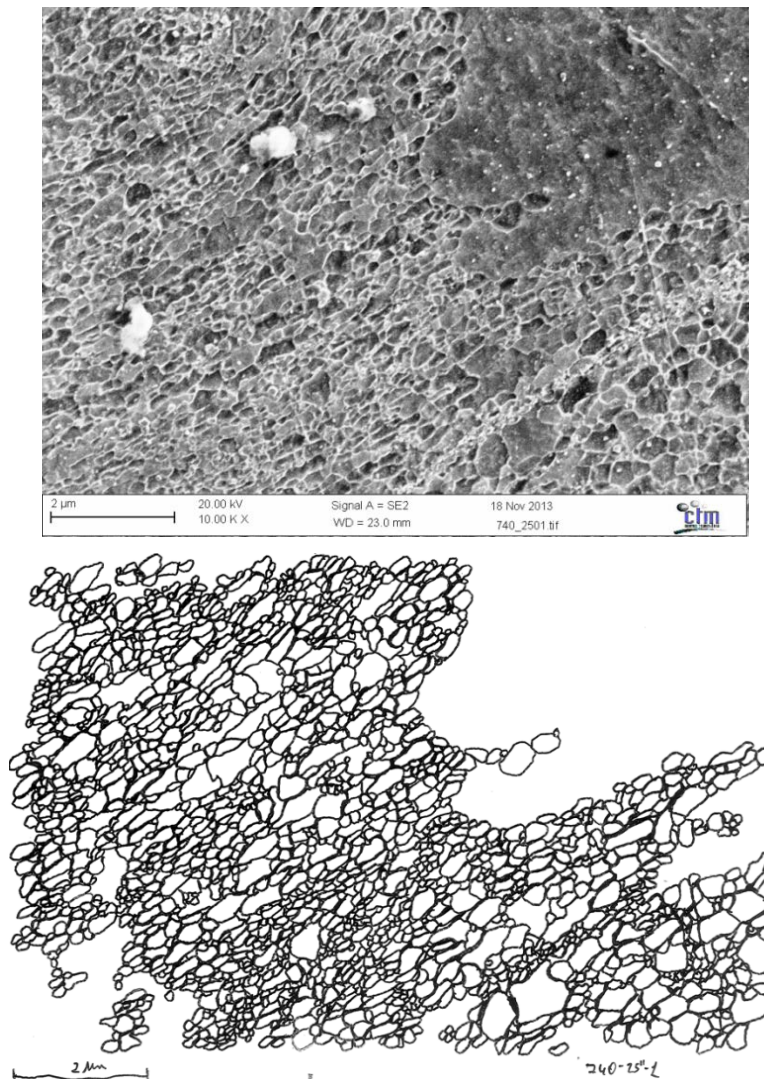 2 µm
20.00 kV
10.00 K X
Signal A = SE2
WD = 23.0 mm
18 Nov 2013
740_2501.tif
ctm
2 µm
740-25"-1